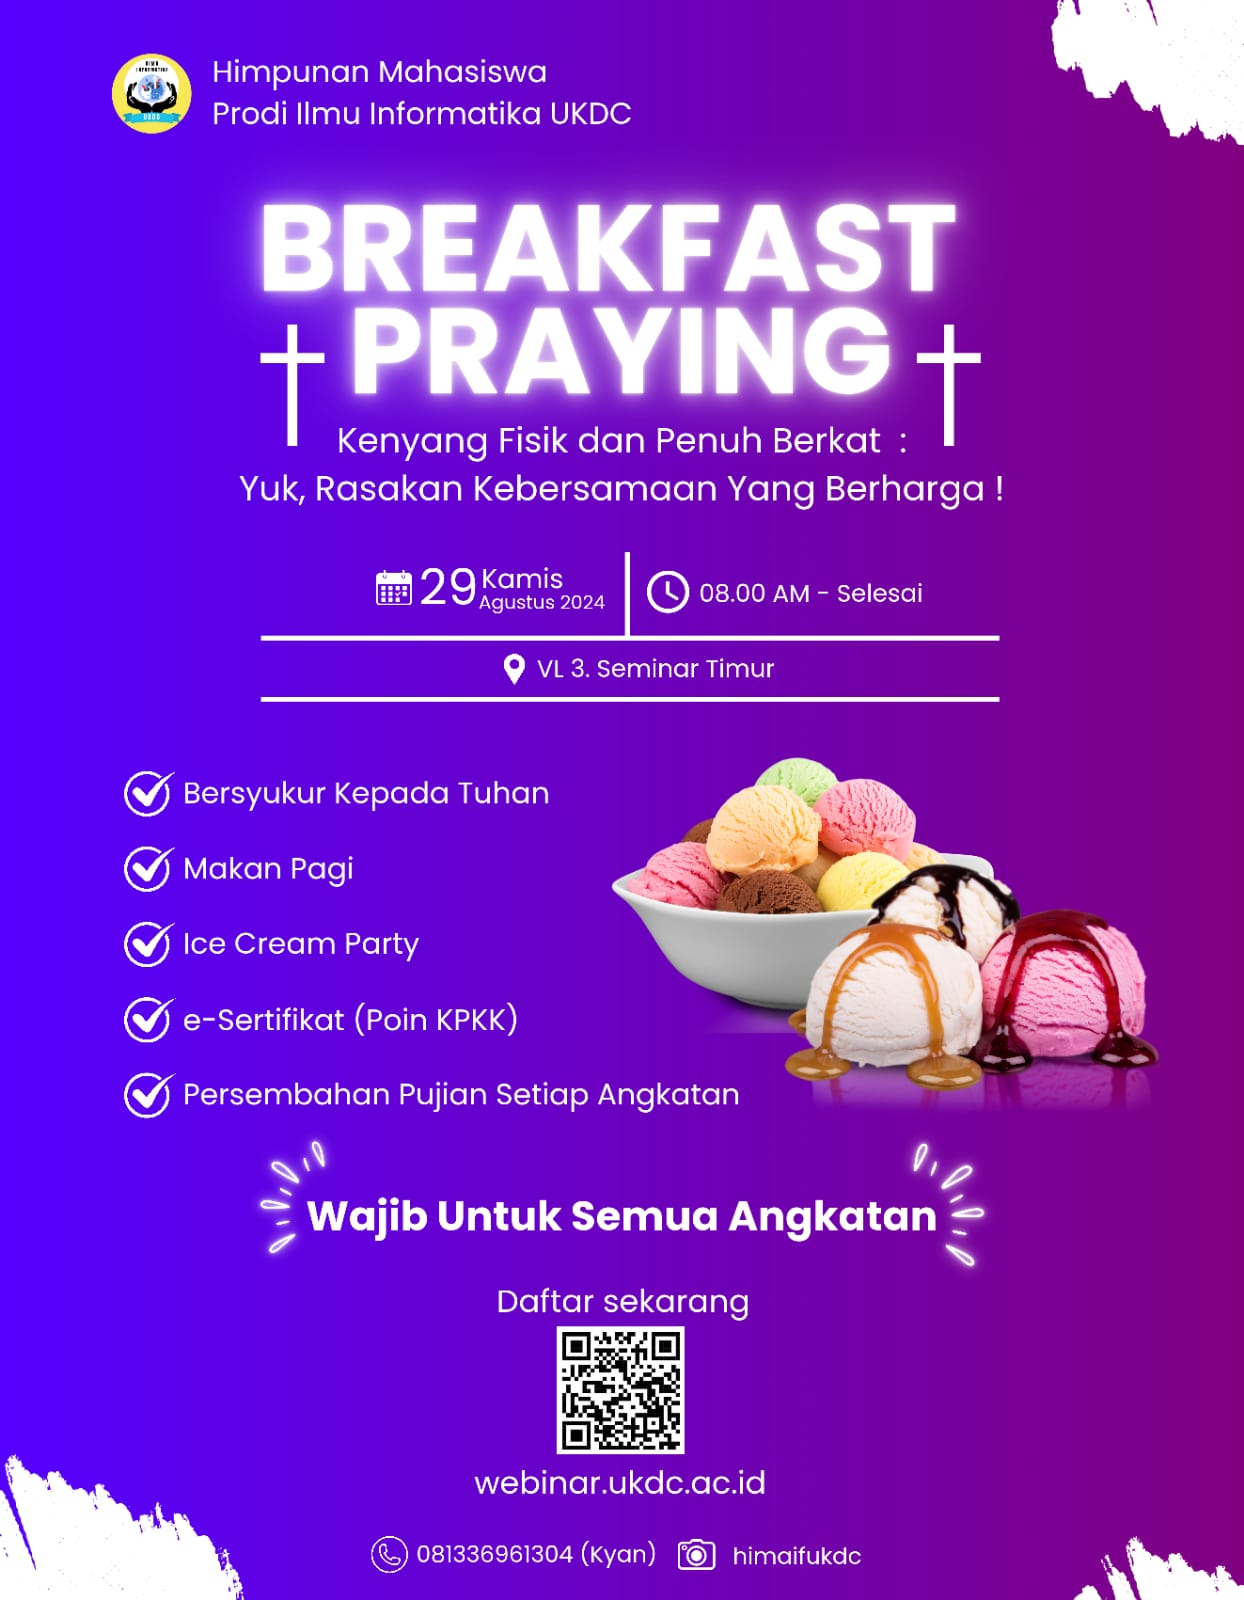 HIMA
INFORMATIKA
UKDC
Himpunan Mahasiswa
Prodi Ilmu Informatika UKDC
BREAKFAST
PRAYING
Kenyang Fisik dan Penuh Berkat :
Yuk, Rasakan Kebersamaan Yang Berharga !
29 Kamis
Agustus 2024
08.00 AM - Selesai
VL 3. Seminar Timur
Bersyukur Kepada Tuhan
Makan Pagi
Ice Cream Party
e-Sertifikat (Poin KPKK)
Persembahan Pujian Setiap Angkatan
Wajib Untuk Semua Angkatan
Daftar sekarang
webinar.ukdc.ac.id
081336961304 (Kyan)
himaifukdc